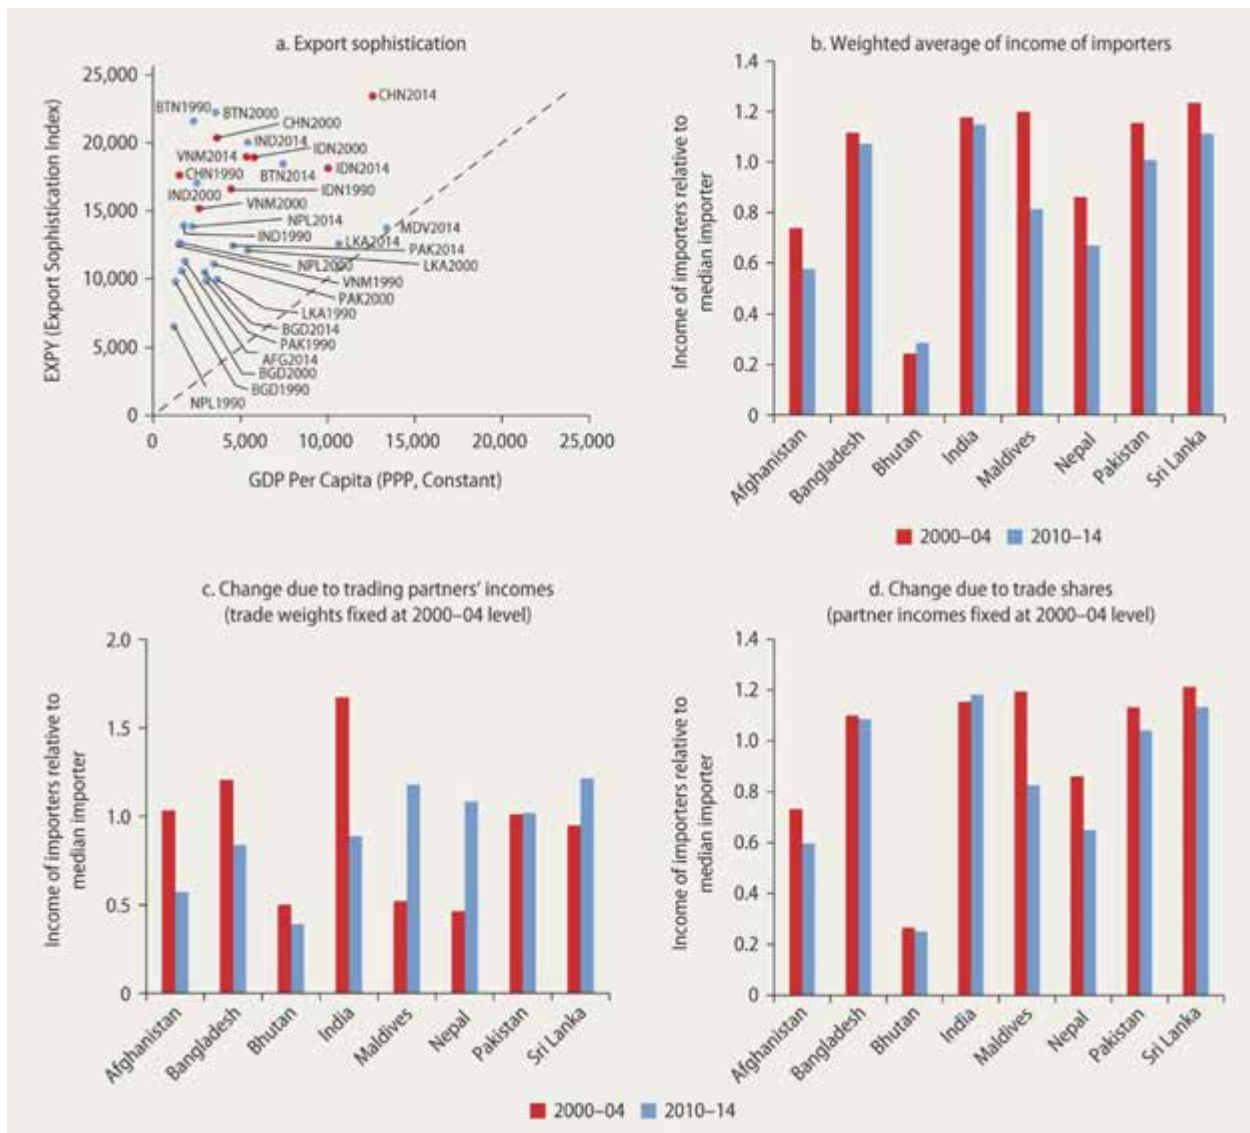 a. Export sophistication
EXPY (Export Sophistication Index)
25,000
20,000
15,000
10,000
5,000
0
BTN1990
BTN2000
CHN2014
CHN2000
IND2014
IDN2000
VNM2014
BTN2014
IDN2014
CHN1990
IND2000
IDN1990
VNM2000
NPL2014
IND1990
MDV2014
LKA2014
PAK2014
NPL2000
LKA2000
VNM1990
PAK2000
LKA1990
BGD2014
PAK1990
AFG2014
BGD2000
BGD1990
NPL1990
0 5,000 10,000 15,000 20,000 25,000
GDP Per Capita (PPP, Constant)
b. Weighted average of income of importers
Income of importers relative to
median importer
1.4
1.2
1.0
0.8
0.6
0.4
0.2
0
Afghanistan
Bangladesh
Bhutan
India
Maldives
Nepal
Pakistan
Sri Lanka
2000–04 2010–14
c. Change due to trading partners' incomes
(trade weights fixed at 2000–04 level)
Income of importers relative to
median importer
2.0
1.5
1.0
0.5
0
Afghanistan
Bangladesh
Bhutan
India
Maldives
Nepal
Pakistan
Sri Lanka
d. Change due to trade shares
(partner incomes fixed at 2000–04 level)
Income of importers relative to
median importer
1.4
1.2
1.0
0.8
0.6
0.4
0.2
0
Afghanistan
Bangladesh
Bhutan
India
Maldives
Nepal
Pakistan
Sri Lanka
2000–04 2010–14